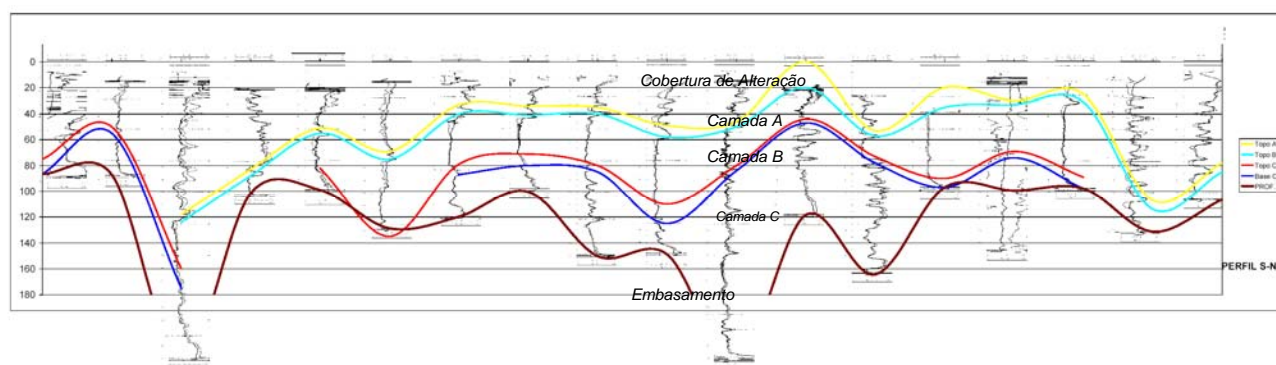 0
20
40
60
80
100
120
140
160
180
Cobertura de Alteração
Camada A
Camada B
Camada C
Embasamento
Topo A
Topo B
Topo C
Base C
PROF.
PERFIL S-N